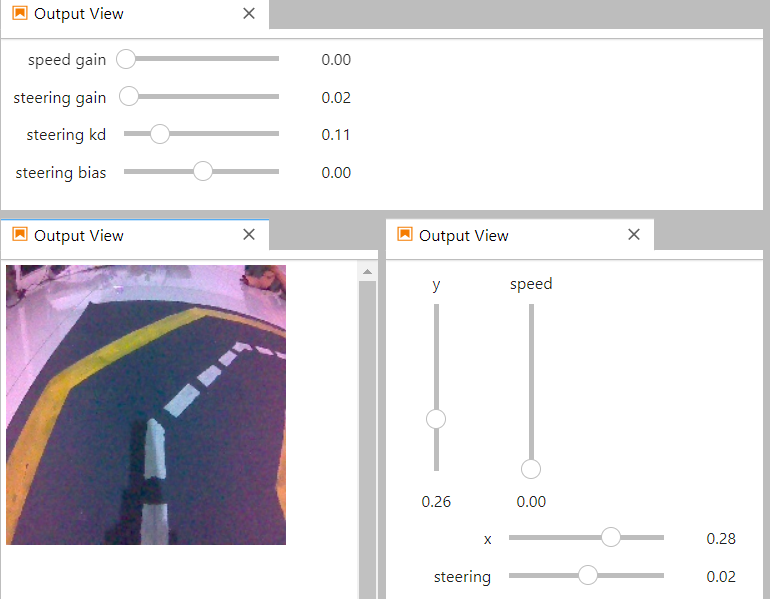 Output View
speed gain 0.00
steering gain 0.02
steering kd 0.11
steering bias 0.00
Output View
Output View
y speed
0.26 0.00
x 0.28
steering 0.02